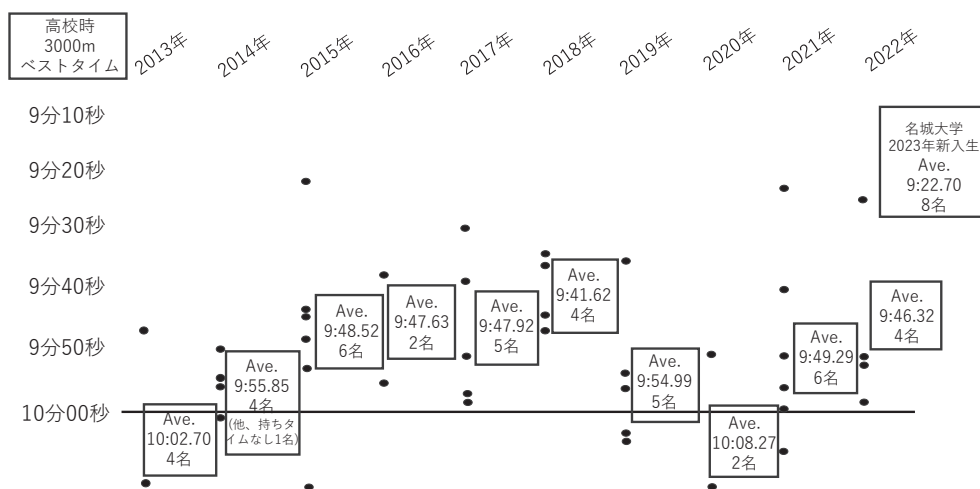 高校時
3000m
ベストタイム
2013年
2014年
2015年
2016年
2017年
2018年
2019年
2020年
2021年
2022年
9分10秒
9分20秒
9分30秒
9分40秒
9分50秒
10分00秒
Ave.
10:02.70
4名
Ave.
9:55.85
4名
(他、持ちタ
イムなし1名)
Ave.
9:48.52
6名
Ave.
9:47.63
2名
Ave.
9:47.92
5名
Ave.
9:41.62
4名
Ave.
9:54.99
5名
Ave.
10:08.27
2名
Ave.
9:49.29
6名
Ave.
9:46.32
4名
名城大学
2023年新入生
Ave.
9:22.70
8名